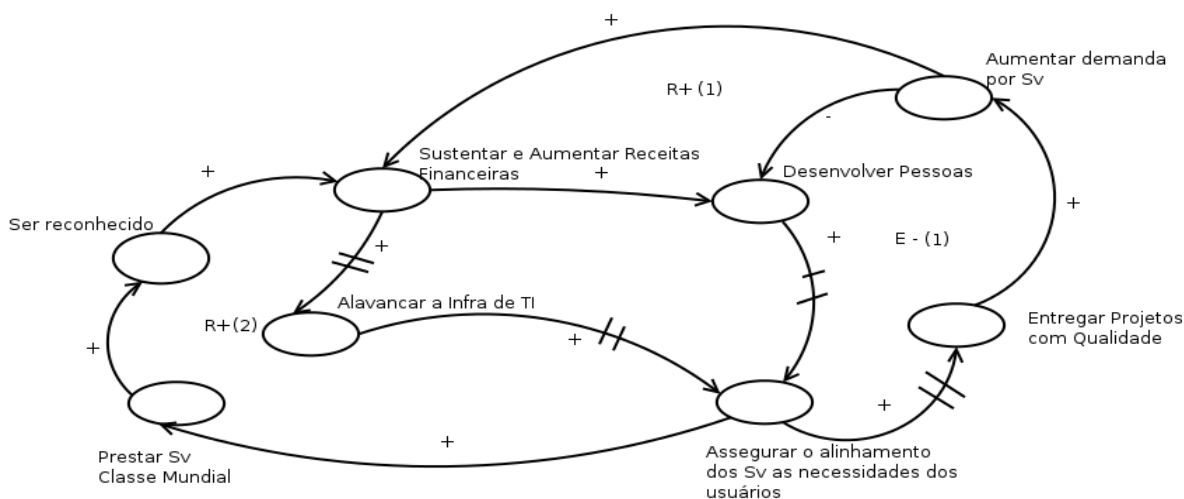 +
Aumentar demanda
por Sv
R+ (1)
-
Sustentar e Aumentar Receitas
Financeiras
+
Desenvolver Pessoas
+
+
Ser reconhecido
+
+
E - (1)
Alavancar a Infra de TI
R+(2)
Entregar Projetos
com Qualidade
+
+
+
+
Prestar Sv
Classe Mundial
Assegurar o alinhamento
dos Sv as necessidades dos
usuários